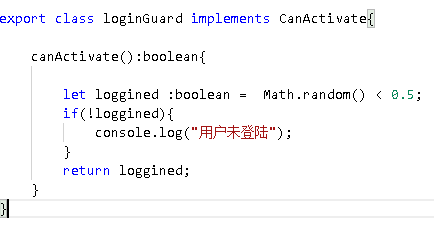 export class loginGuard implements CanActivate{
canActivate():boolean{
let loggined :boolean =  Math.random() < 0.5;
if(!loggined){
console.log("用户未登陆");
}
return loggined;
}
}